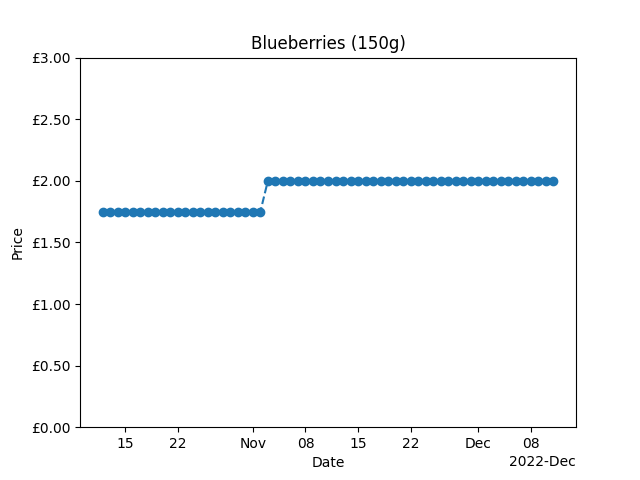 Blueberries (150g)
£3.00
£2.50
£2.00
£1.50
£1.00
£0.50
£0.00
Price
15 22 Nov 08 15 22 Dec 08
Date
2022-Dec